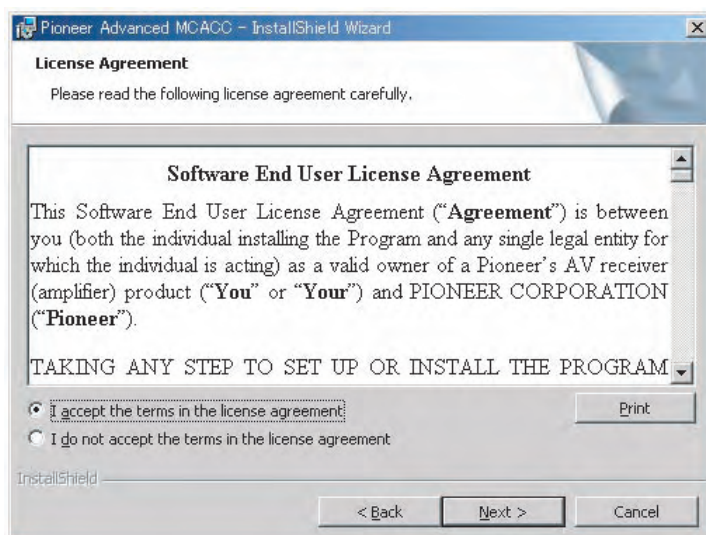 Pioneer Advanced MCACC - InstallShield Wizard
License Agreement
Please read the following license agreement carefully.
Software End User License Agreement
This Software End User License Agreement (“Agreement”) is between
you (both the individual installing the Program and any single legal entity for
which the individual is acting) as a valid owner of a Pioneer’s AV receiver
(amplifier) product (“You” or “Your”) and PIONEER CORPORATION
(“Pioneer”).
TAKING ANY STEP TO SET UP OR INSTALL THE PROGRAM
I accept the terms in the license agreement
Print
I do not accept the terms in the license agreement
InstallShield
< Back
Next >
Cancel